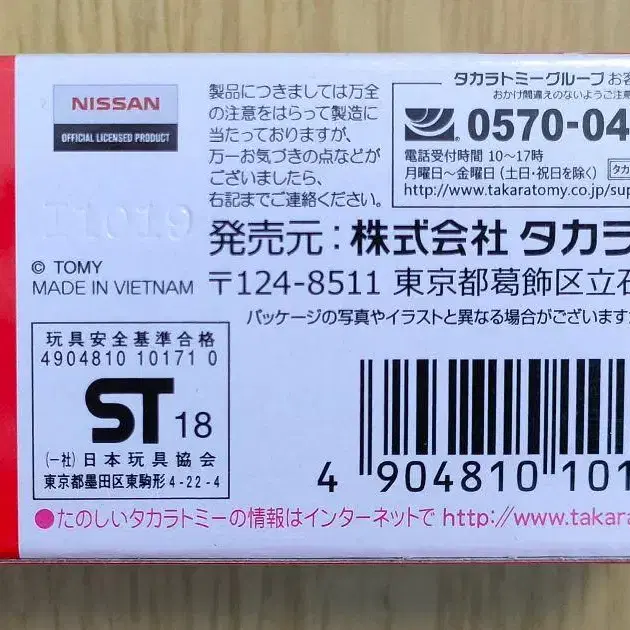 NISSAN
OFFICIAL LICENSED PRODUCT
製品につきましては万全
の注意をはらって製造に
当たっておりますが、
万一お気づきの点などが
ございましたら、
右記までご連絡ください。
タカラトミーグループ お客
おかけ間違えのないようご注意
0570-04
電話受付時間 10～17時
月曜日～金曜日 (土・日・祝日を除く) タカ
http://www.takaratomy.co.jp/sup
T1019
© TOMY
MADE IN VIETNAM
発売元：株式会社 タカラ
〒124-8511 東京都葛飾区立石
パッケージの写真やイラストと異なる場合がございます
玩具安全基準合格
4904810 10171 0
ST 18
(一社)日本玩具協会
東京都墨田区東駒形4-22-4
4 904810 101
●たのしいタカラトミーの情報はインターネットで http://www.takara